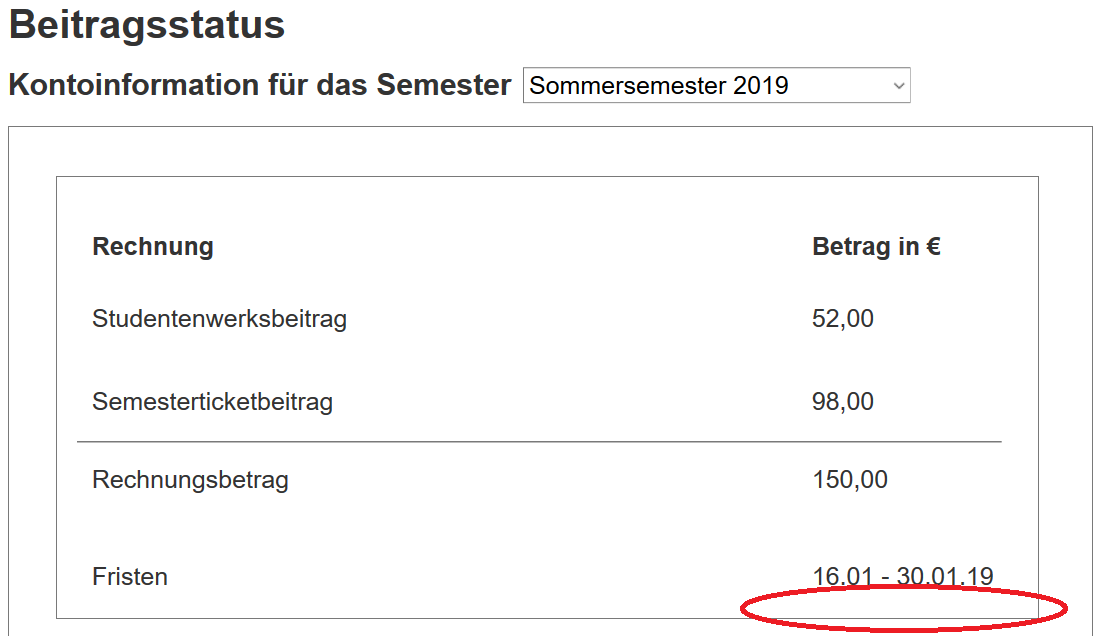 Beitragsstatus
Kontoinformation für das Semester Sommersemester 2019
Rechnung Betrag in €
Studentenwerksbeitrag 52,00
Semesterticketbeitrag 98,00
Rechnungsbetrag 150,00
Fristen 16.01 - 30.01.19